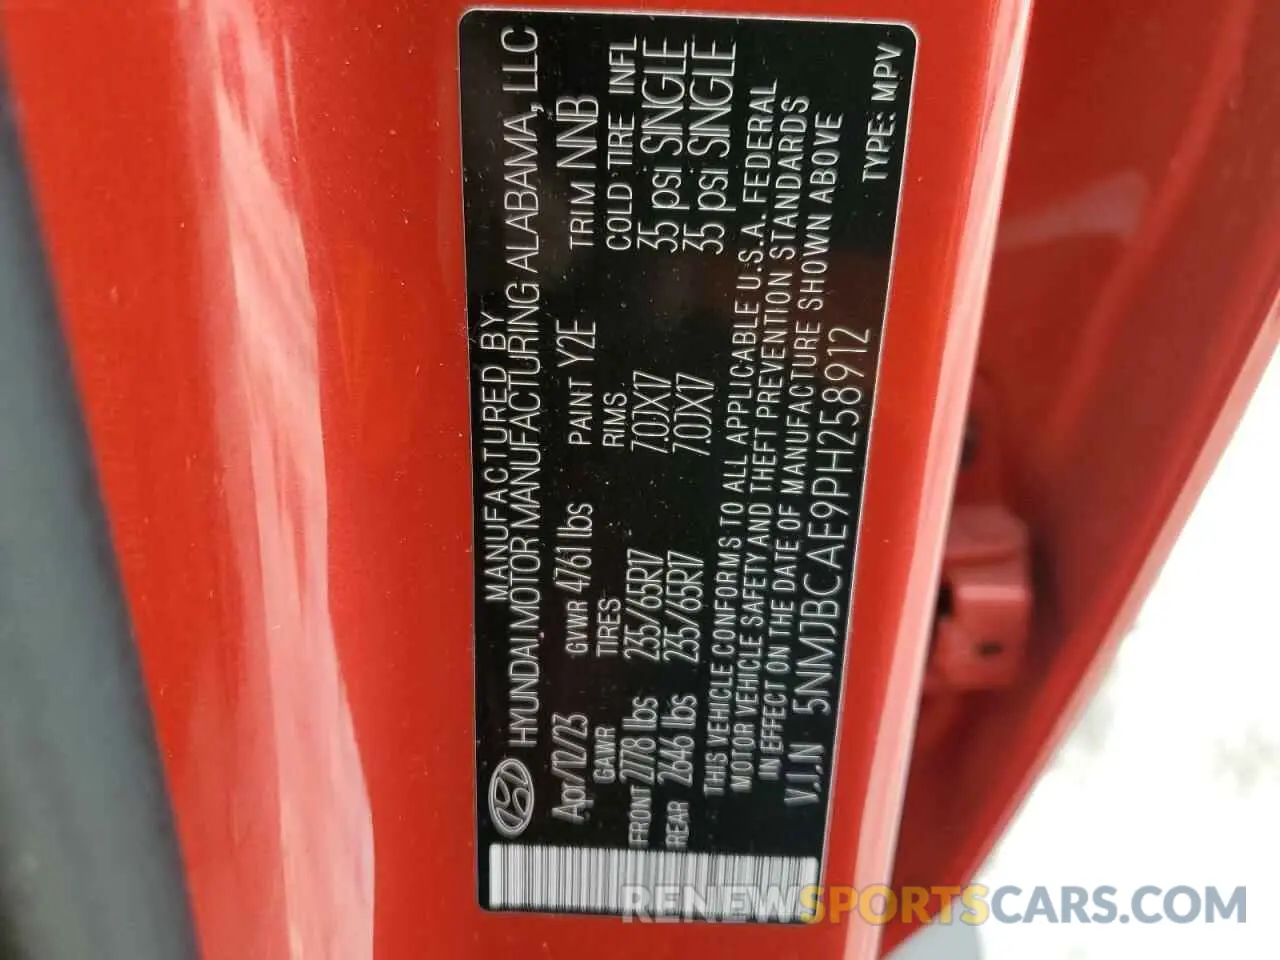 MANUFACTURED BY
HYUNDAI MOTOR MANUFACTURING ALABAMA, LLC
Apr/12/23 GVWR 4761 lbs PAINT Y2E TRIM NNB
GAWR TIRES RIMS COLD TIRE INFL
FRONT 2778 lbs 235/65R17 7.0JX17 35 psi SINGLE
REAR 2646 lbs 235/65R17 7.0JX17 35 psi SINGLE
THIS VEHICLE CONFORMS TO ALL APPLICABLE U.S.A. FEDERAL
MOTOR VEHICLE SAFETY AND THEFT PREVENTION STANDARDS
IN EFFECT ON THE DATE OF MANUFACTURE SHOWN ABOVE
V.I.N 5NMJBCAE9PH258912
TYPE: MPV
RENEWSPORTSCARS.COM